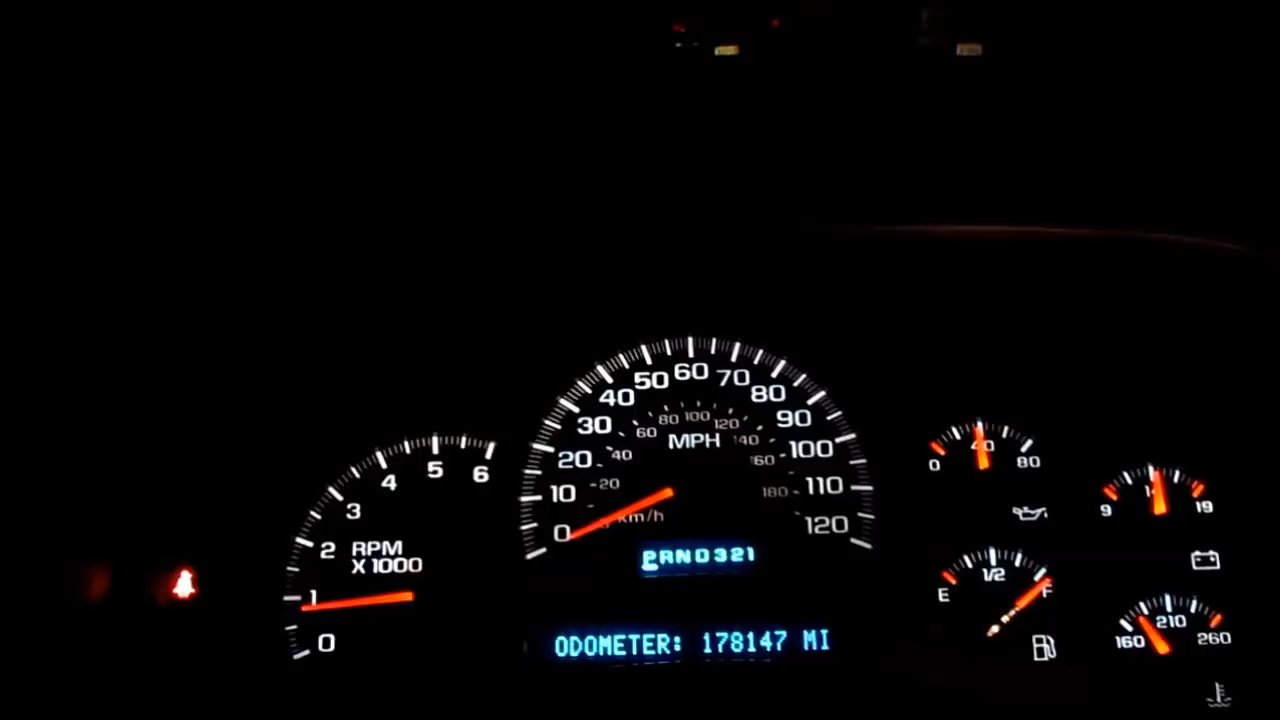 0 1 2 3 4 5 6
RPM
X1000
0 10 20 30 40 50 60 70 80 90 100 110 120
20 40 60 80 100 120 140 160 180
MPH
km/h
PRND321
ODOMETER: 178147 MI
0 40 80
9 19
E 1/2 F
160 210 260